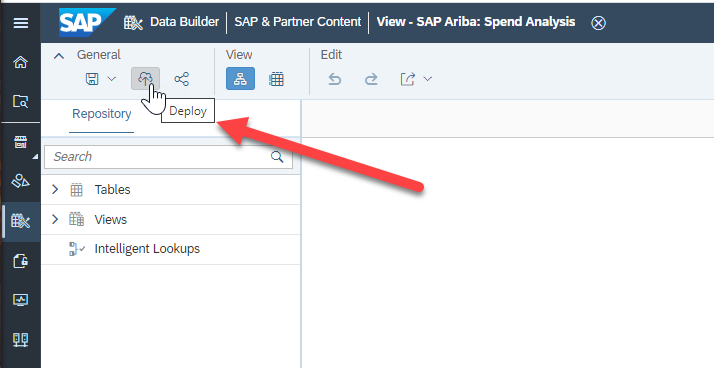 SAP Data Builder SAP & Partner Content View - SAP Ariba: Spend Analysis
General View Edit
Deploy
Repository
Search
Tables
Views
Intelligent Lookups